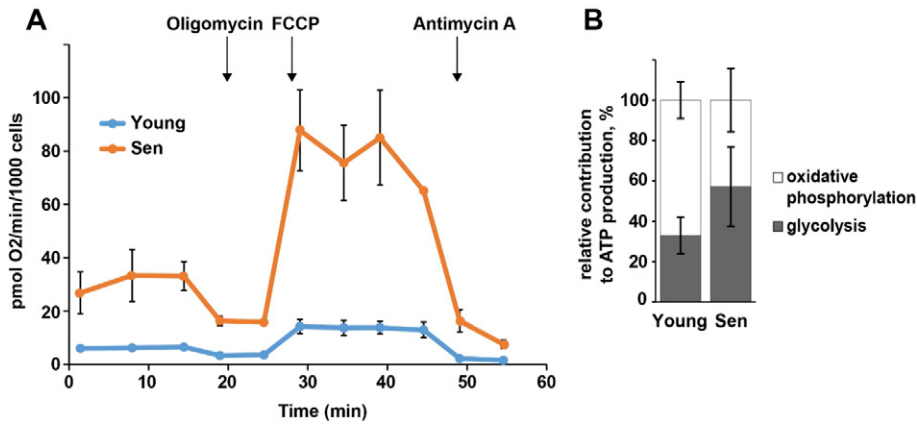 A
Oligomycin FCCP Antimycin A
pmol O2/min/1000 cells
100
80
60
40
20
0
Young
Sen
0 10 20 30 40 50 60
Time (min)
B
relative contribution
to ATP production, %
100
80
60
40
20
0
Young Sen
oxidative
phosphorylation
glycolysis